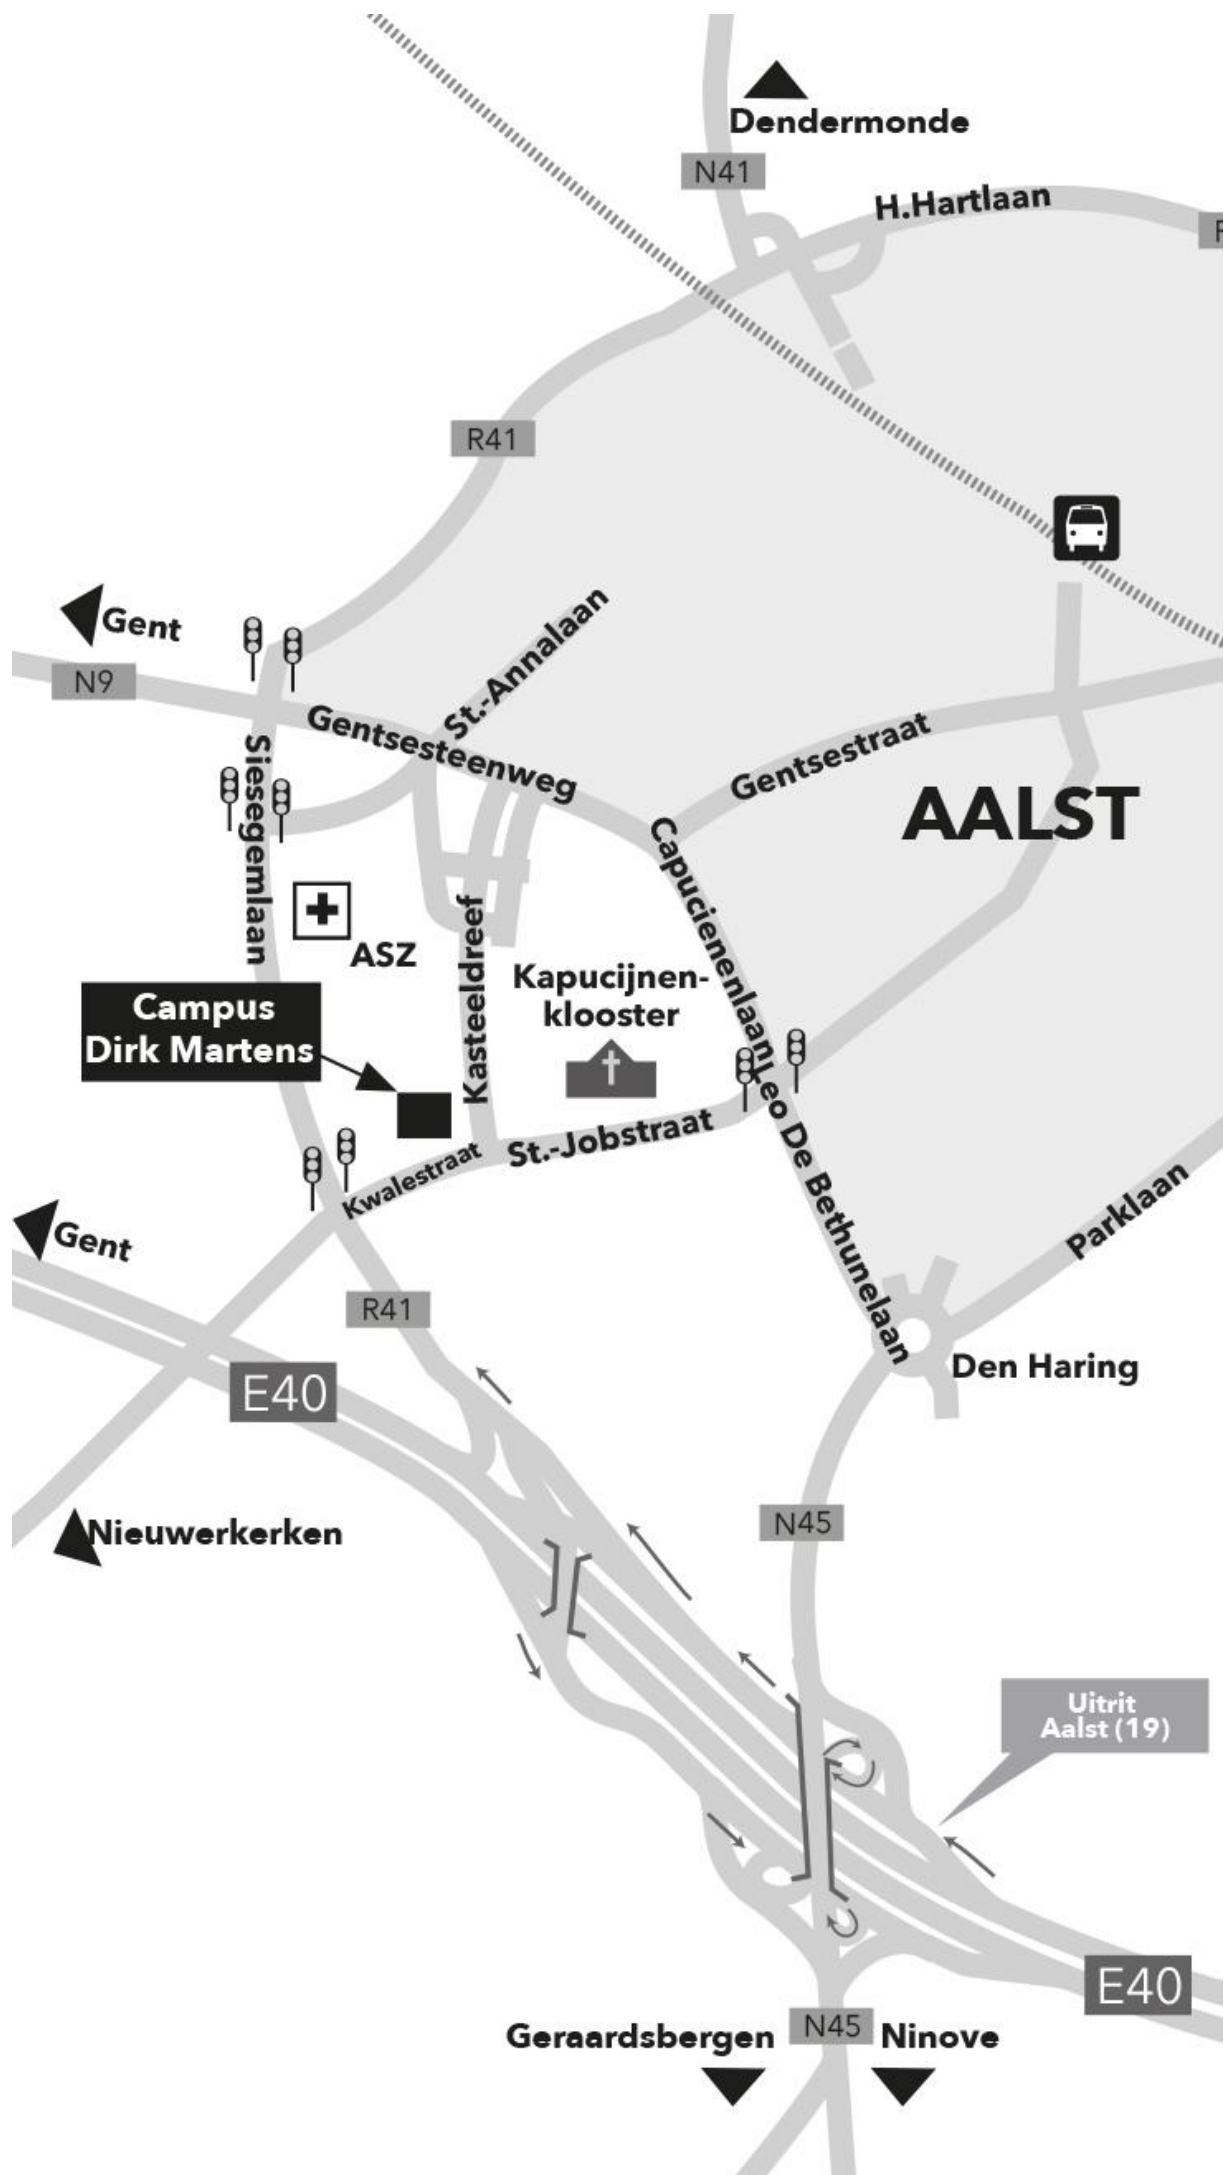 Dendermonde
N41
H.Hartlaan
R41
Gent
N9
St.-Annalaan
Gentsesteenweg
Gentsestraat
AALST
Siesegemlaan
Capucienenlaan
ASZ
Kasteeldreef
Kapucijnen-
klooster
Campus
Dirk Martens
Leo De Bethunelaan
St.-Jobstraat
Kwalestraat
Parklaan
Gent
R41
Den Haring
E40
Nieuwerkerken
N45
Uitrit
Aalst (19)
E40
Geraardsbergen
N45
Ninove